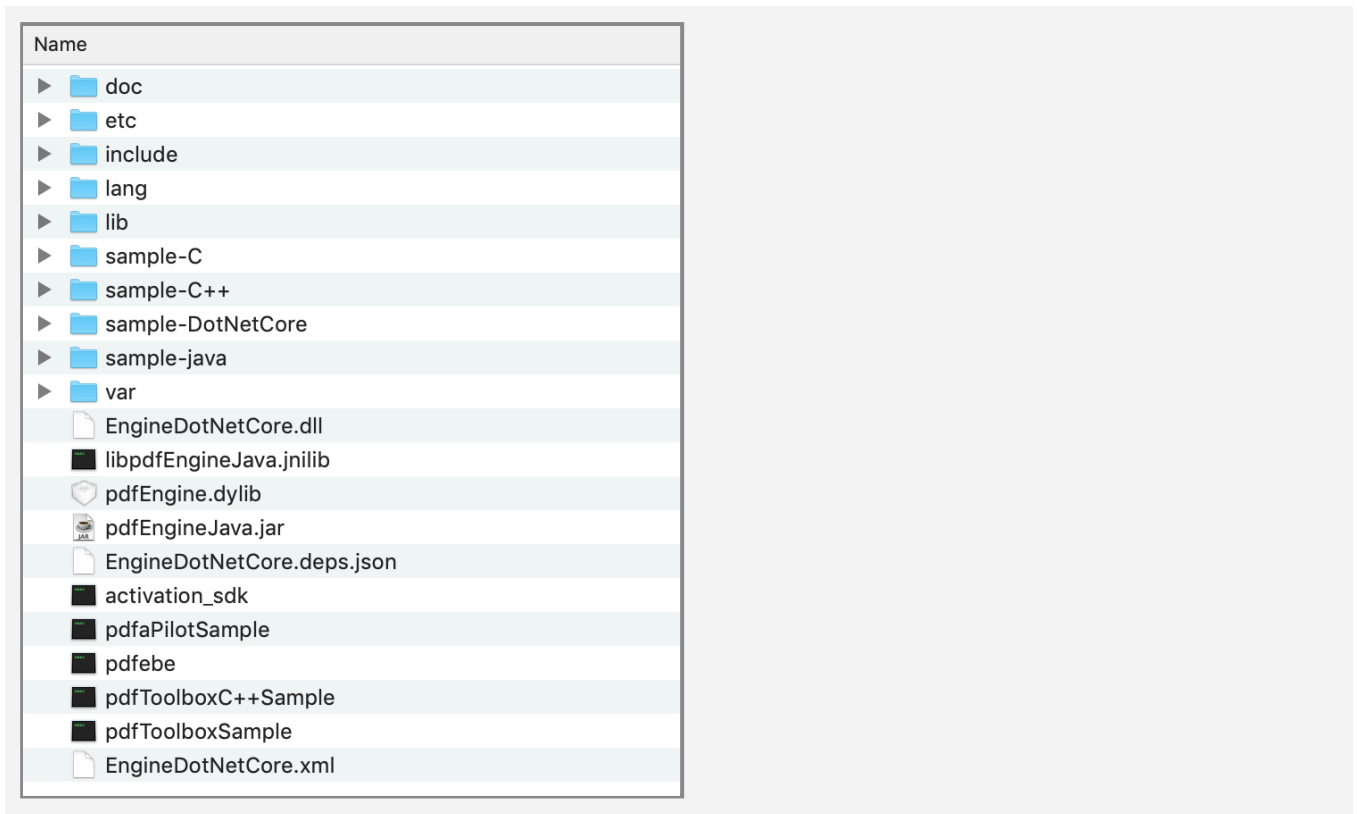 Name
doc
etc
include
lang
lib
sample-C
sample-C++
sample-DotNetCore
sample-java
var
EngineDotNetCore.dll
libpdfEngineJava.jnilib
pdfEngine.dylib
JAR
pdfEngineJava.jar
EngineDotNetCore.deps.json
activation_sdk
pdfaPilotSample
pdfebe
pdfToolboxC++Sample
pdfToolboxSample
EngineDotNetCore.xml